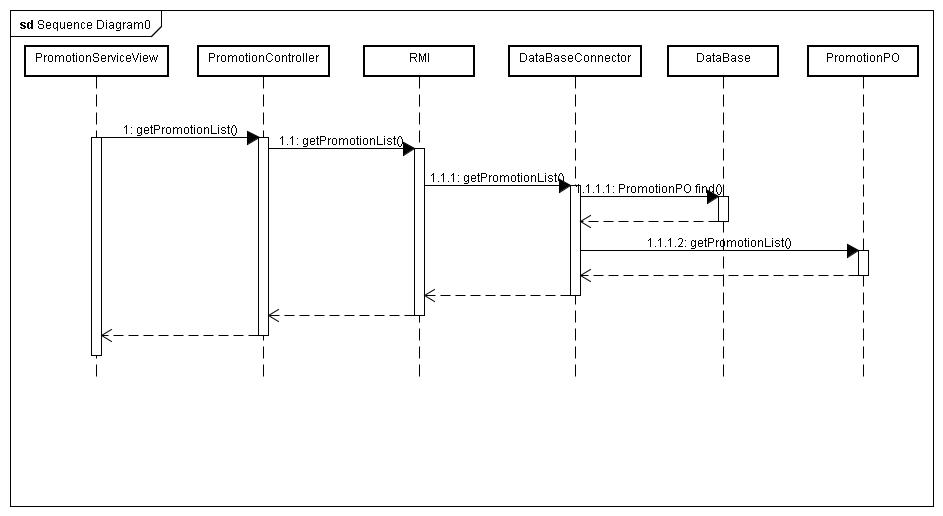 sd Sequence Diagram0
PromotionServiceView
PromotionController
RMI
DataBaseConnector
DataBase
PromotionPO
1: getPromotionList()
1.1: getPromotionList()
1.1.1: getPromotionList()
1.1.1.1: PromotionPO find()
1.1.1.2: getPromotionList()